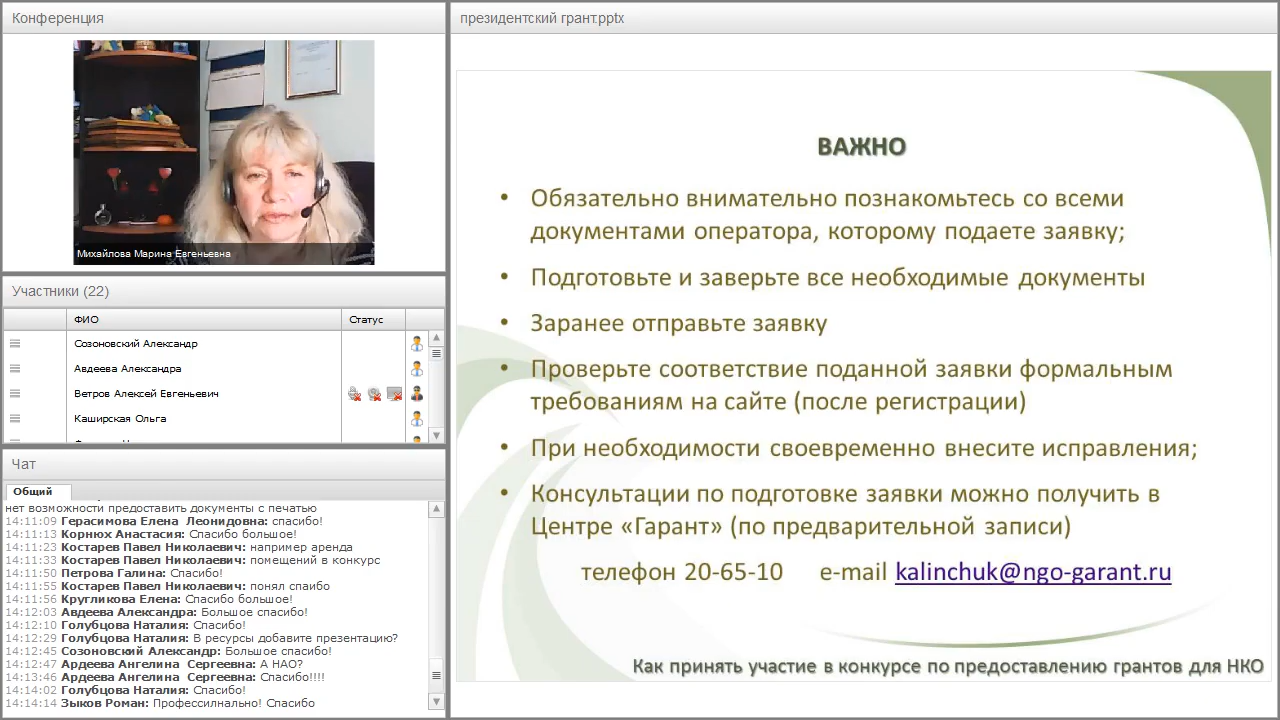 Конференция
Михайлова Марина Евгеньевна
Участники (22)
ФИО
Статус
Созоновский Александр
Авдеева Александра
Ветров Алексей Евгеньевич
Каширская Ольга
Чат
Общий
нет возможности предоставить документы с печатью
14:11:09 Герасимова Елена Леонидовна: спасибо!
14:11:13 Корнюх Анастасия: Спасибо большое!
14:11:23 Костарев Павел Николаевич: например аренда
14:11:33 Костарев Павел Николаевич: помещений в конкурс
14:11:50 Петрова Галина: Спасибо!
14:11:55 Костарев Павел Николаевич: понял спайбо
14:11:56 Кругликова Елена: Спасибо большое!
14:12:03 Авдеева Александра: Большое спасибо!
14:12:10 Голубцова Наталия: Спасибо!
14:12:29 Голубцова Наталия: В ресурсы добавите презентацию?
14:12:45 Созоновский Александр: Большое спасибо!
14:12:47 Ардеева Ангелина Сергеевна: А НАО?
14:13:46 Ардеева Ангелина Сергеевна: Спасибо!!!!
14:14:02 Голубцова Наталия: Спасибо!
14:14:14 Зыков Роман: Пруфессилнально! Спасибо
президентский грант.pptx
ВАЖНО
• Обязательно внимательно познакомьтесь со всеми
документами оператора, которому подаете заявку;
• Подготовьте и заверьте все необходимые документы
• Заранее отправьте заявку
• Проверьте соответствие поданной заявки формальным
требованиям на сайте (после регистрации)
• При необходимости своевременно внесите исправления;
• Консультации по подготовке заявки можно получить в
Центре «Гарант» (по предварительной записи)
телефон 20-65-10 e-mail kalinchuk@ngo-garant.ru
Как принять участие в конкурсе по предоставлению грантов для НКО